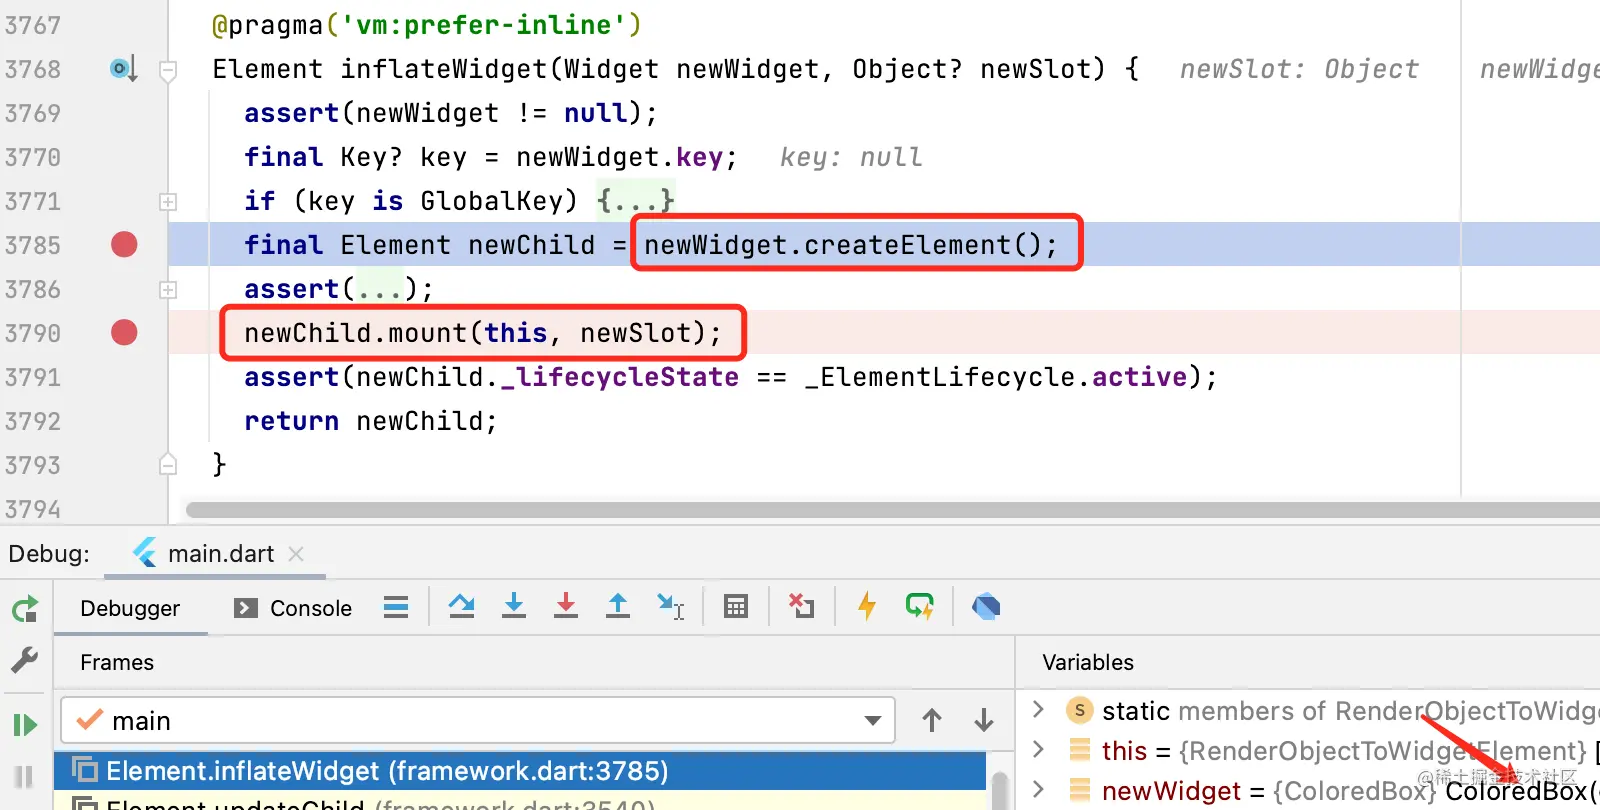 3767 @pragma('vm:prefer-inline')
3768 Element inflateWidget(Widget newWidget, Object? newSlot) { newSlot: Object newWidge
3769 assert(newWidget != null);
3770 final Key? key = newWidget.key; key: null
3771 if (key is GlobalKey) {...}
3785 final Element newChild = newWidget.createElement();
3786 assert(...);
3790 newChild.mount(this, newSlot);
3791 assert(newChild._lifecycleState == _ElementLifecycle.active);
3792 return newChild;
3793 }
3794
Debug: main.dart
Debugger Console
Frames
Variables
main
S static members of RenderObjectToWidge
this = {RenderObjectToWidgetElement} [
Element.inflateWidget (framework.dart:3785)
newWidget = {ColoredBox} ColoredBox(
Element.updateChild (framework.dart:3540)
@稀土掘金技术社区